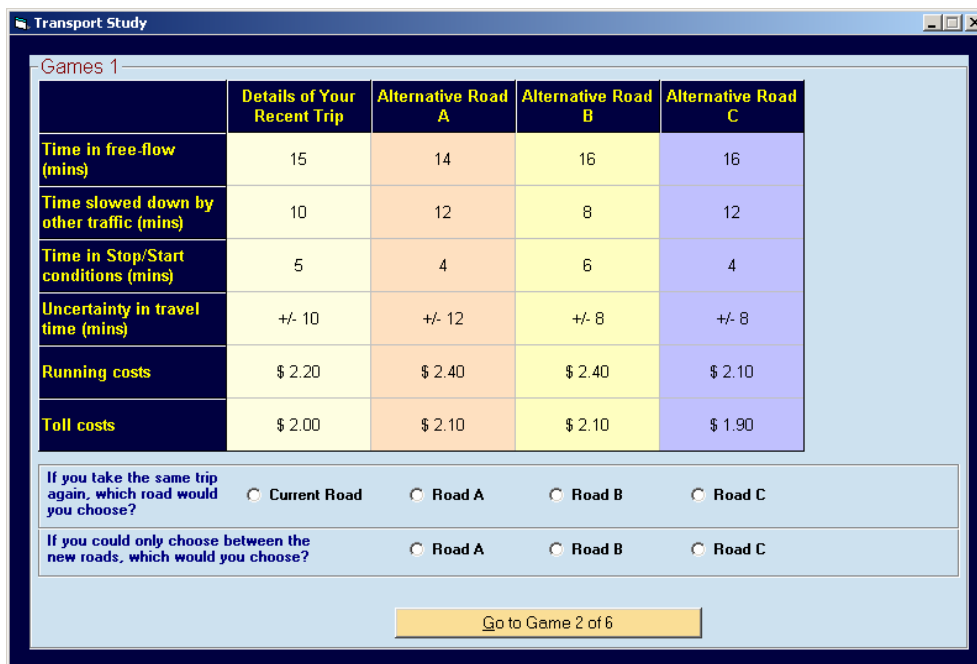 Transport Study
Games 1
Details of Your Recent Trip
Alternative Road A
Alternative Road B
Alternative Road C
Time in free-flow (mins)
15
14
16
16
Time slowed down by other traffic (mins)
10
12
8
12
Time in Stop/Start conditions (mins)
5
4
6
4
Uncertainty in travel time (mins)
+/- 10
+/- 12
+/- 8
+/- 8
Running costs
$ 2.20
$ 2.40
$ 2.40
$ 2.10
Toll costs
$ 2.00
$ 2.10
$ 2.10
$ 1.90
If you take the same trip
again, which road would
you choose?
Current Road
Road A
Road B
Road C
If you could only choose between the
new roads, which would you choose?
Road A
Road B
Road C
Go to Game 2 of 6